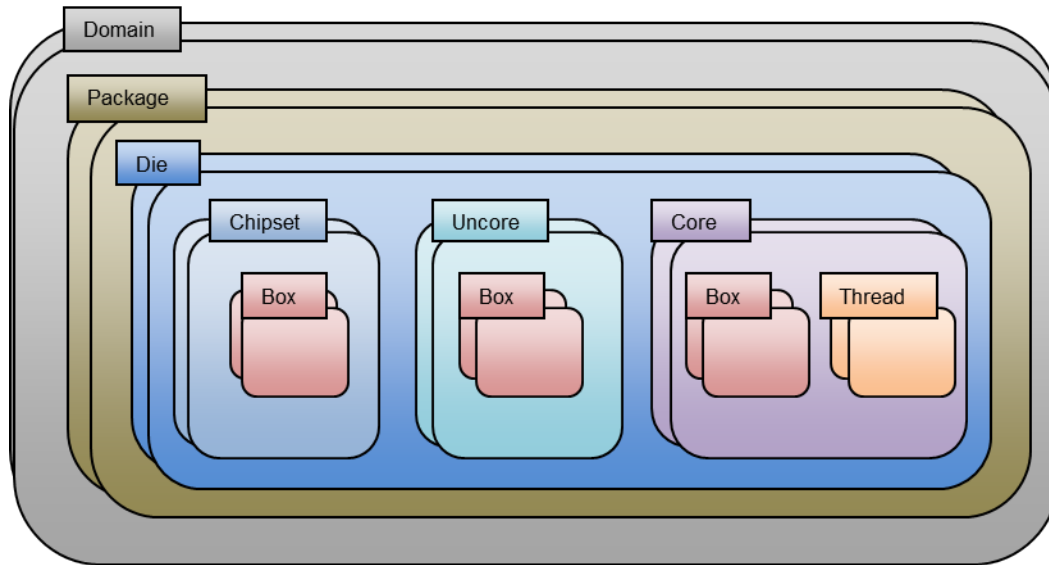 Domain
Package
Die
Chipset
Uncore
Core
Box
Box
Box
Thread